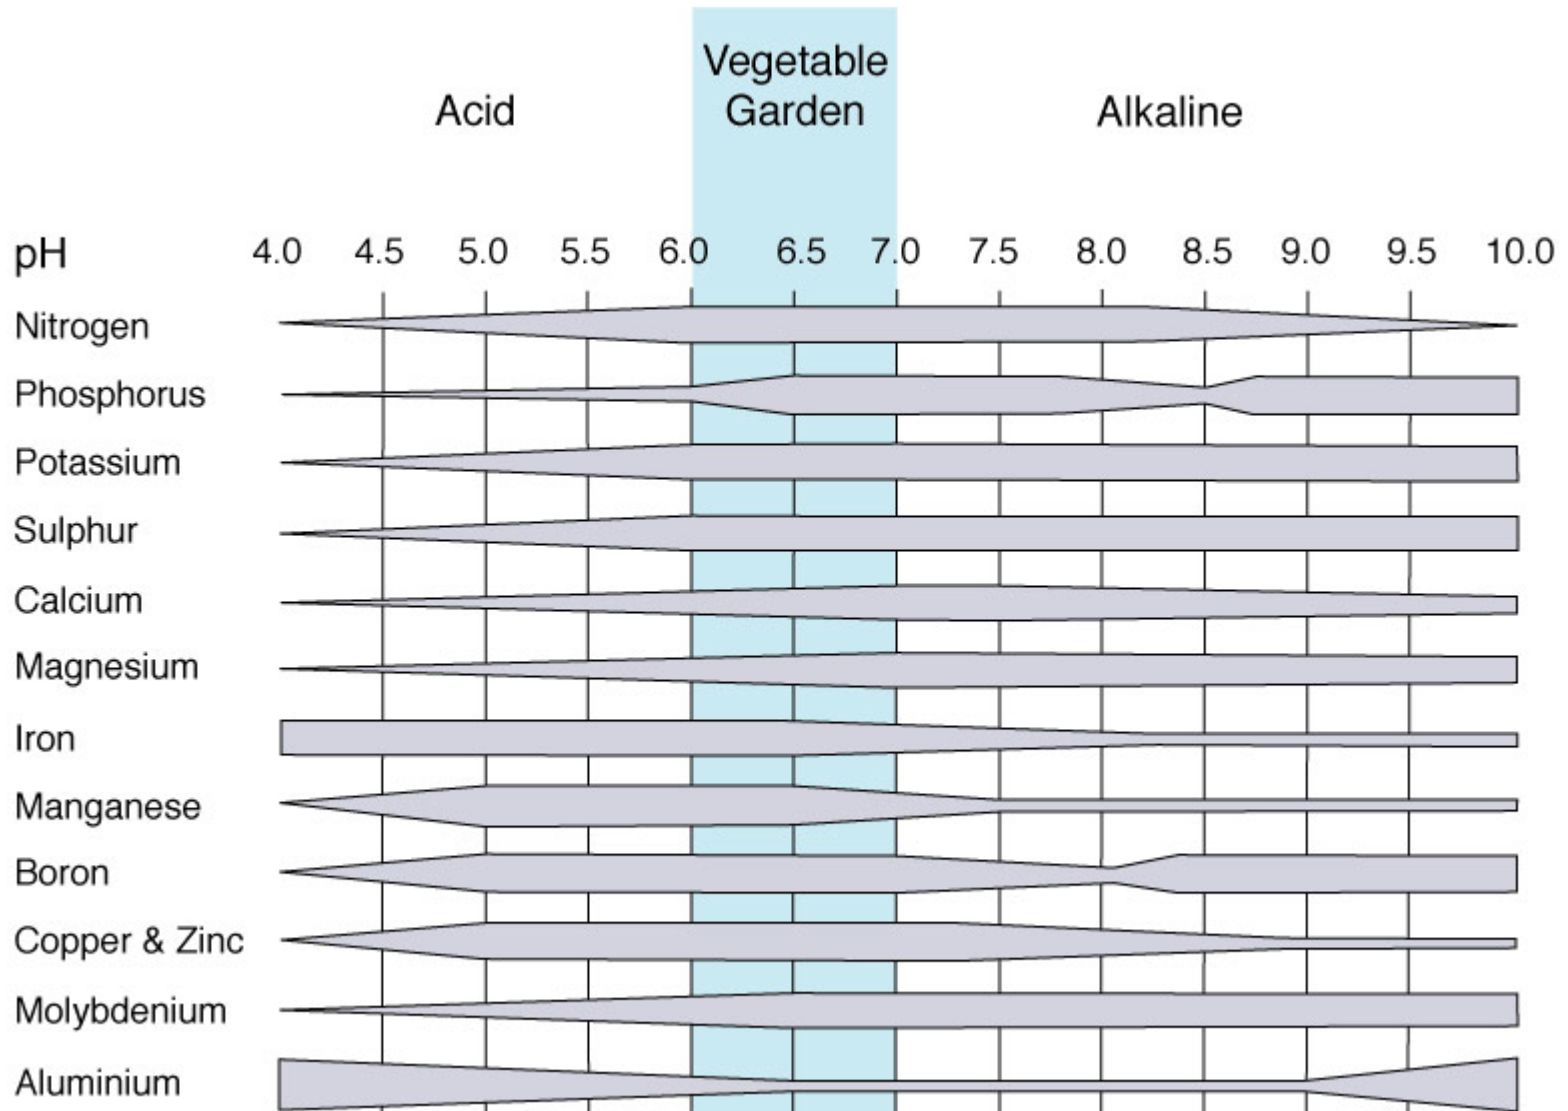 Vegetable
Garden
Acid
Alkaline
pH 4.0 4.5 5.0 5.5 6.0 6.5 7.0 7.5 8.0 8.5 9.0 9.5 10.0
Nitrogen
Phosphorus
Potassium
Sulphur
Calcium
Magnesium
Iron
Manganese
Boron
Copper & Zinc
Molybdenium
Aluminium